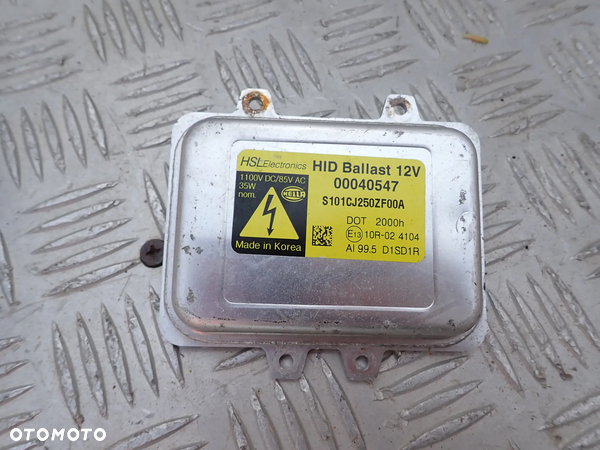 HSLElectronics
HID Ballast 12V
1100V DC/85V AC
35W
nom.
HELLA
00040547
S101CJ250ZF00A
DOT 2000h
E13 10R-02 4104
Made in Korea
AI 99.5 D1SD1R
OTOMOTO